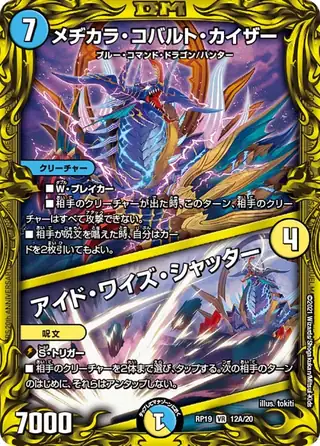 DM
7
メヂカラ・コバルト・カイザー
ブルー・コマンド・ドラゴン/ハンター
クリーチャー
■W・ブレイカー
■相手のクリーチャーが出た時、このターン、相手のクリー
チャーはすべて攻撃できない。
■相手が呪文を唱えた時、自分はカー
ドを2枚引いてもよい。
4
アイド・ワイズ・シャッター
呪文
S・トリガー
■相手のクリーチャーを2体まで選び、タップする。次の相手のターン
のはじめに、それらはアンタップしない。
illus. tokiti
7000
1
RP19 VR 12A/20